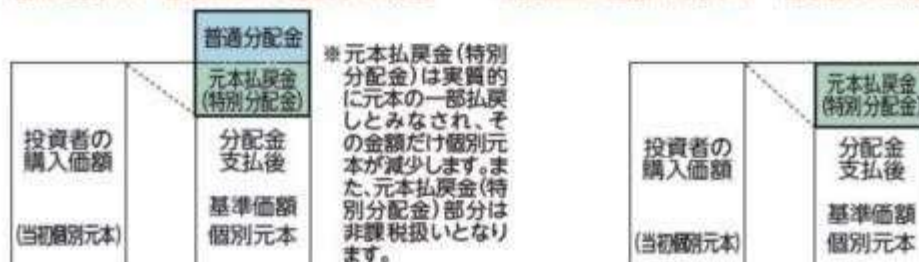 普通分配金
元本払戻金
(特別分配金)
投資者の
購入価額
(当初個別元本)
分配金
支払後
基準価額
個別元本
※元本払戻金(特別
分配金)は実質的
に元本の一部払戻
しとみなされ、そ
の金額だけ個別元
本が減少します。ま
た、元本払戻金(特
別分配金)部分は
非課税扱いとなり
ます。
投資者の
購入価額
(当初個別元本)
元本払戻金
(特別分配金)
分配金
支払後
基準価額
個別元本